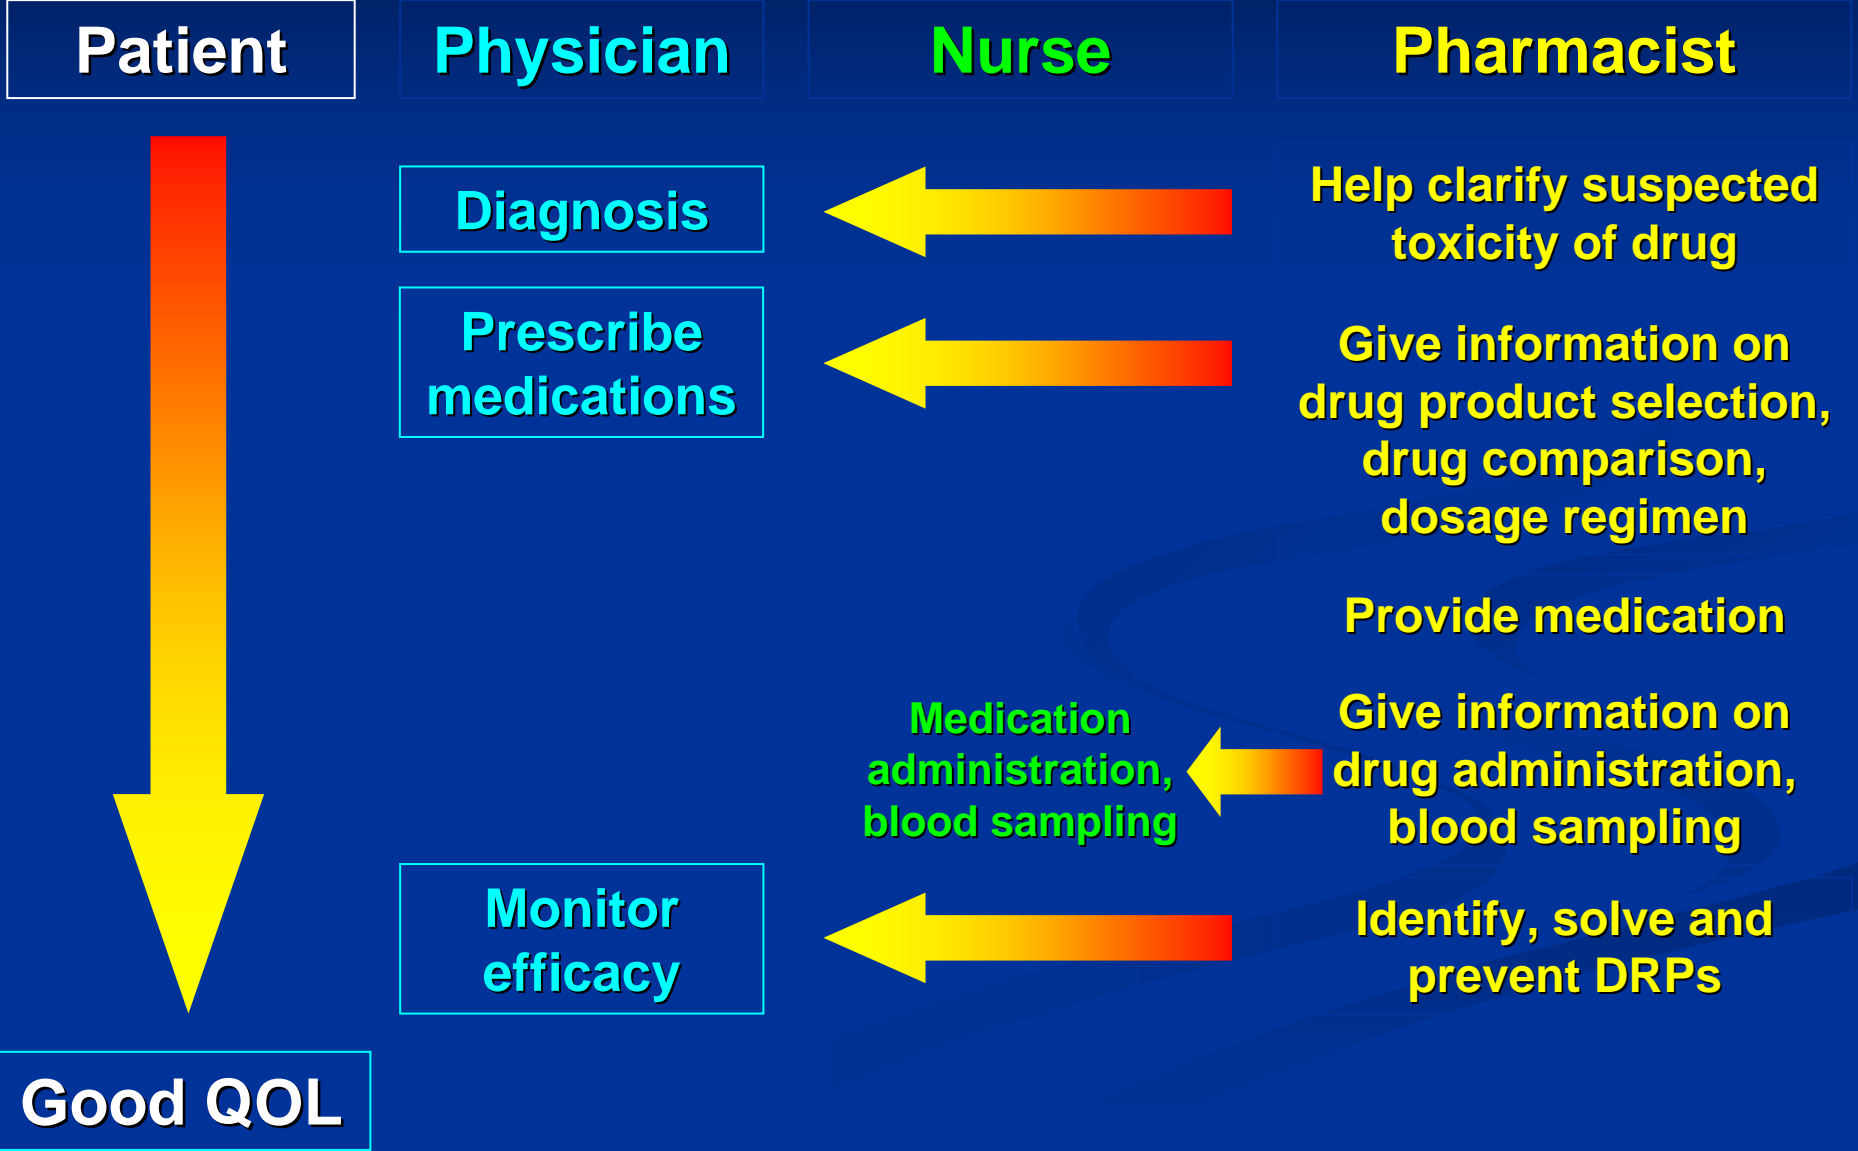 Patient
Physician
Nurse
Pharmacist
Diagnosis
Help clarify suspected
toxicity of drug
Prescribe
medications
Give information on
drug product selection,
drug comparison,
dosage regimen
Provide medication
Medication
administration,
blood sampling
Give information on
drug administration,
blood sampling
Monitor
efficacy
Identify, solve and
prevent DRPs
Good QOL